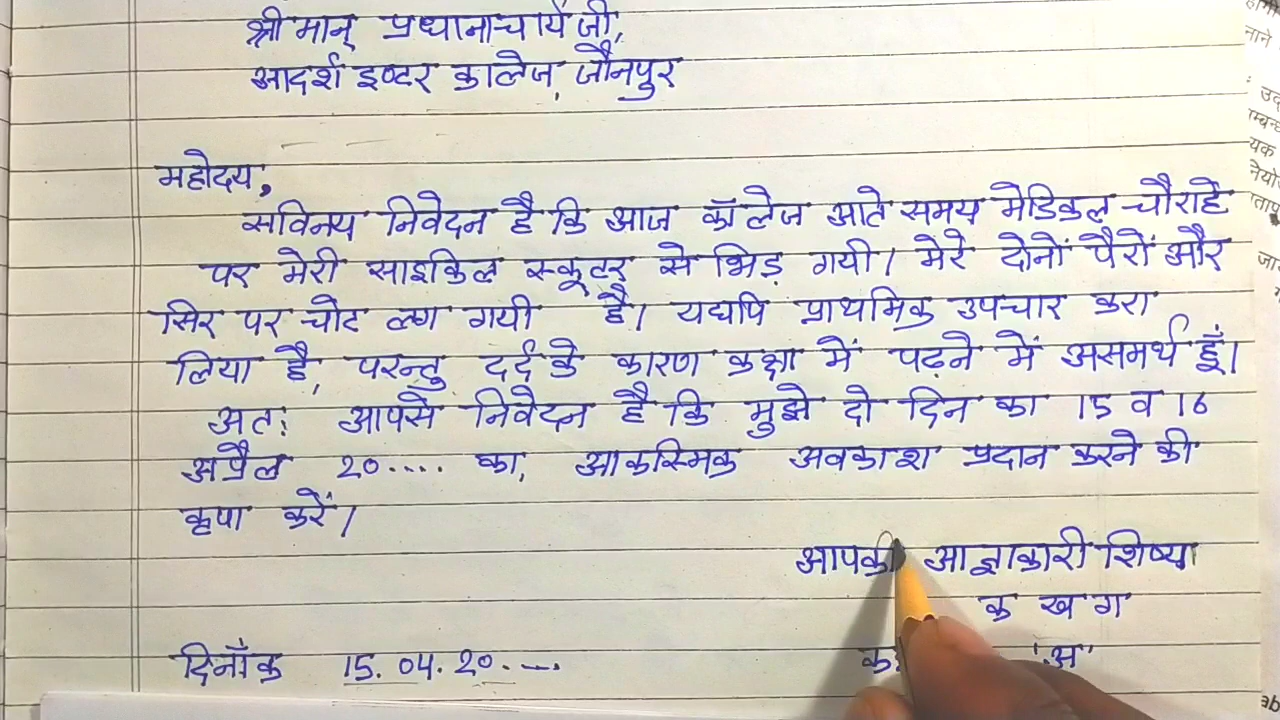 श्रीमान् प्रधानाचार्य जी,
आदर्श इण्टर कालेज, जौनपुर
महोदय,
सविनय निवेदन है कि आज कॉलेज आते समय मेडिकल चौराहे
पर मेरी साइकिल स्कूटर से भिड़ गयी। मेरे दोनों पैरों और
सिर पर चोट लग गयी है। यद्यपि प्राथमिक उपचार करा
लिया है, परन्तु दर्द के कारण कक्षा में पढ़ने में असमर्थ हूँ।
अतः आपसे निवेदन है कि मुझे दो दिन का 15 व 16
अप्रैल 20.... का, आकस्मिक अवकाश प्रदान करने की
कृपा करें।
आपकी आज्ञाकारी शिष्या
क ख ग
दिनाँक 15.04.20.... 'अ'